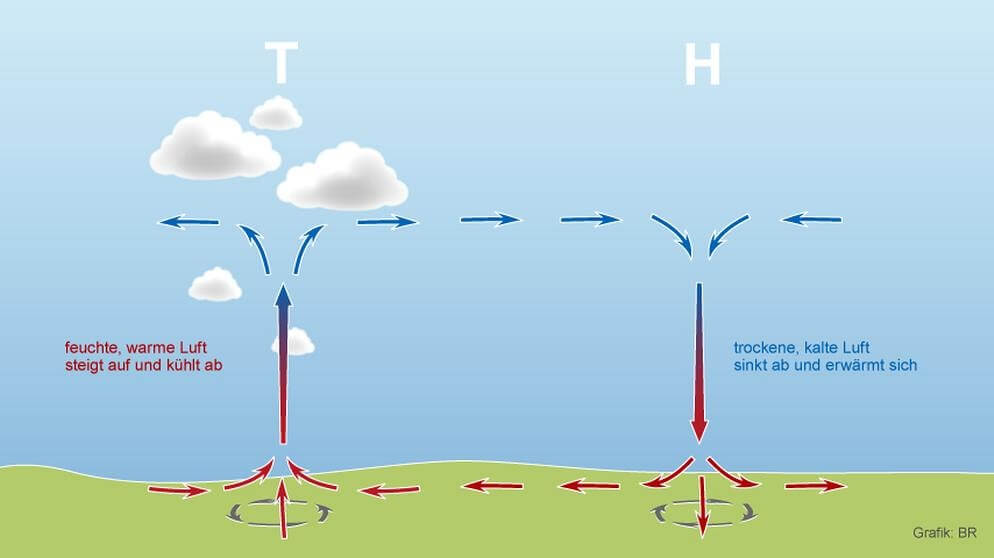 T
H
feuchte, warme Luft
steigt auf und kühlt ab
trockene, kalte Luft
sinkt ab und erwärmt sich
Grafik: BR